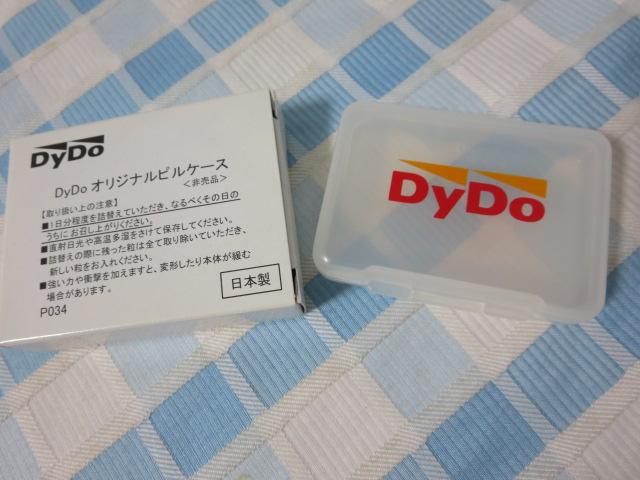 DyDo
DyDo オリジナルピルケース
<非売品>
【取り扱い上の注意】
■1日分程度を詰替えていただき、なるべくその日の
うちにお召し上がりください。
■直射日光や高温多湿をさけて保存してください。
■詰替えの際に残った粒は全て取り除いていただき、
新しい粒をお入れください。
■強い力や衝撃を加えますと、変形したり本体が緩む
場合があります。
P034
日本製
DyDo